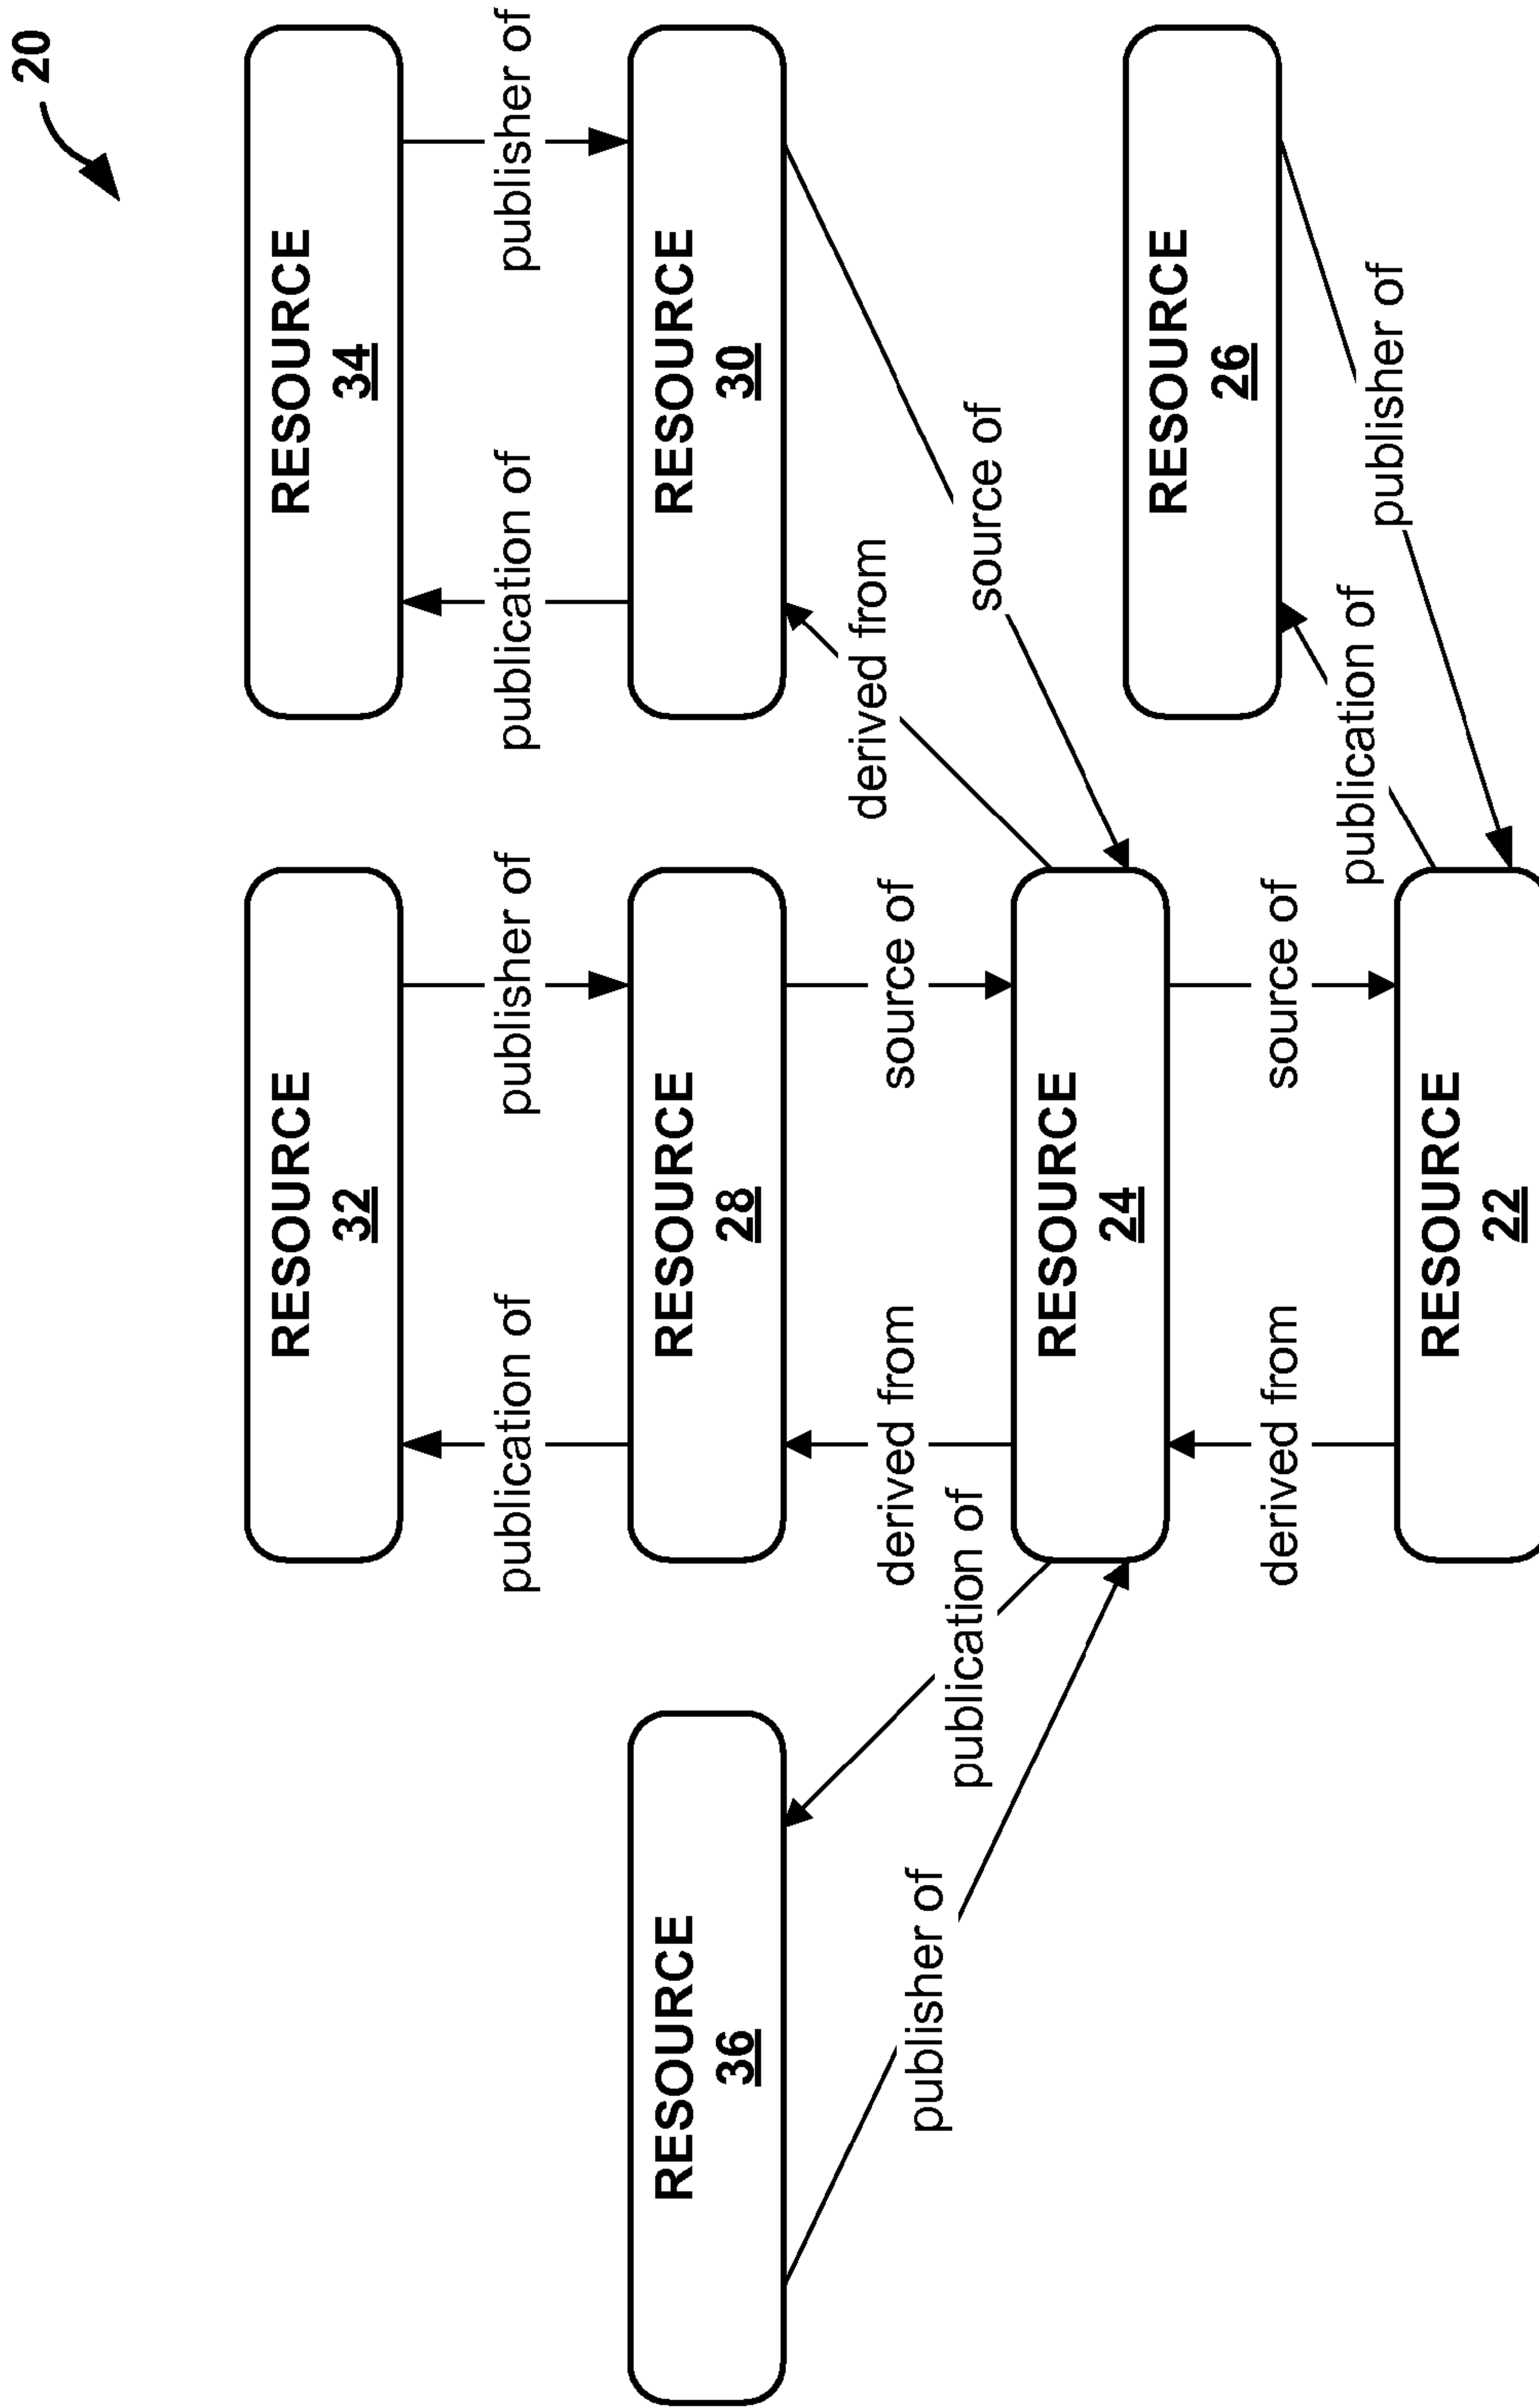 20
RESOURCE
32
RESOURCE
34
publication of
publisher of
publication of
publisher of
RESOURCE
36
RESOURCE
28
RESOURCE
30
derived from
derived from
source of
publisher of
publication of
source of
RESOURCE
24
RESOURCE
26
derived from
source of
publication of
publisher of
RESOURCE
22